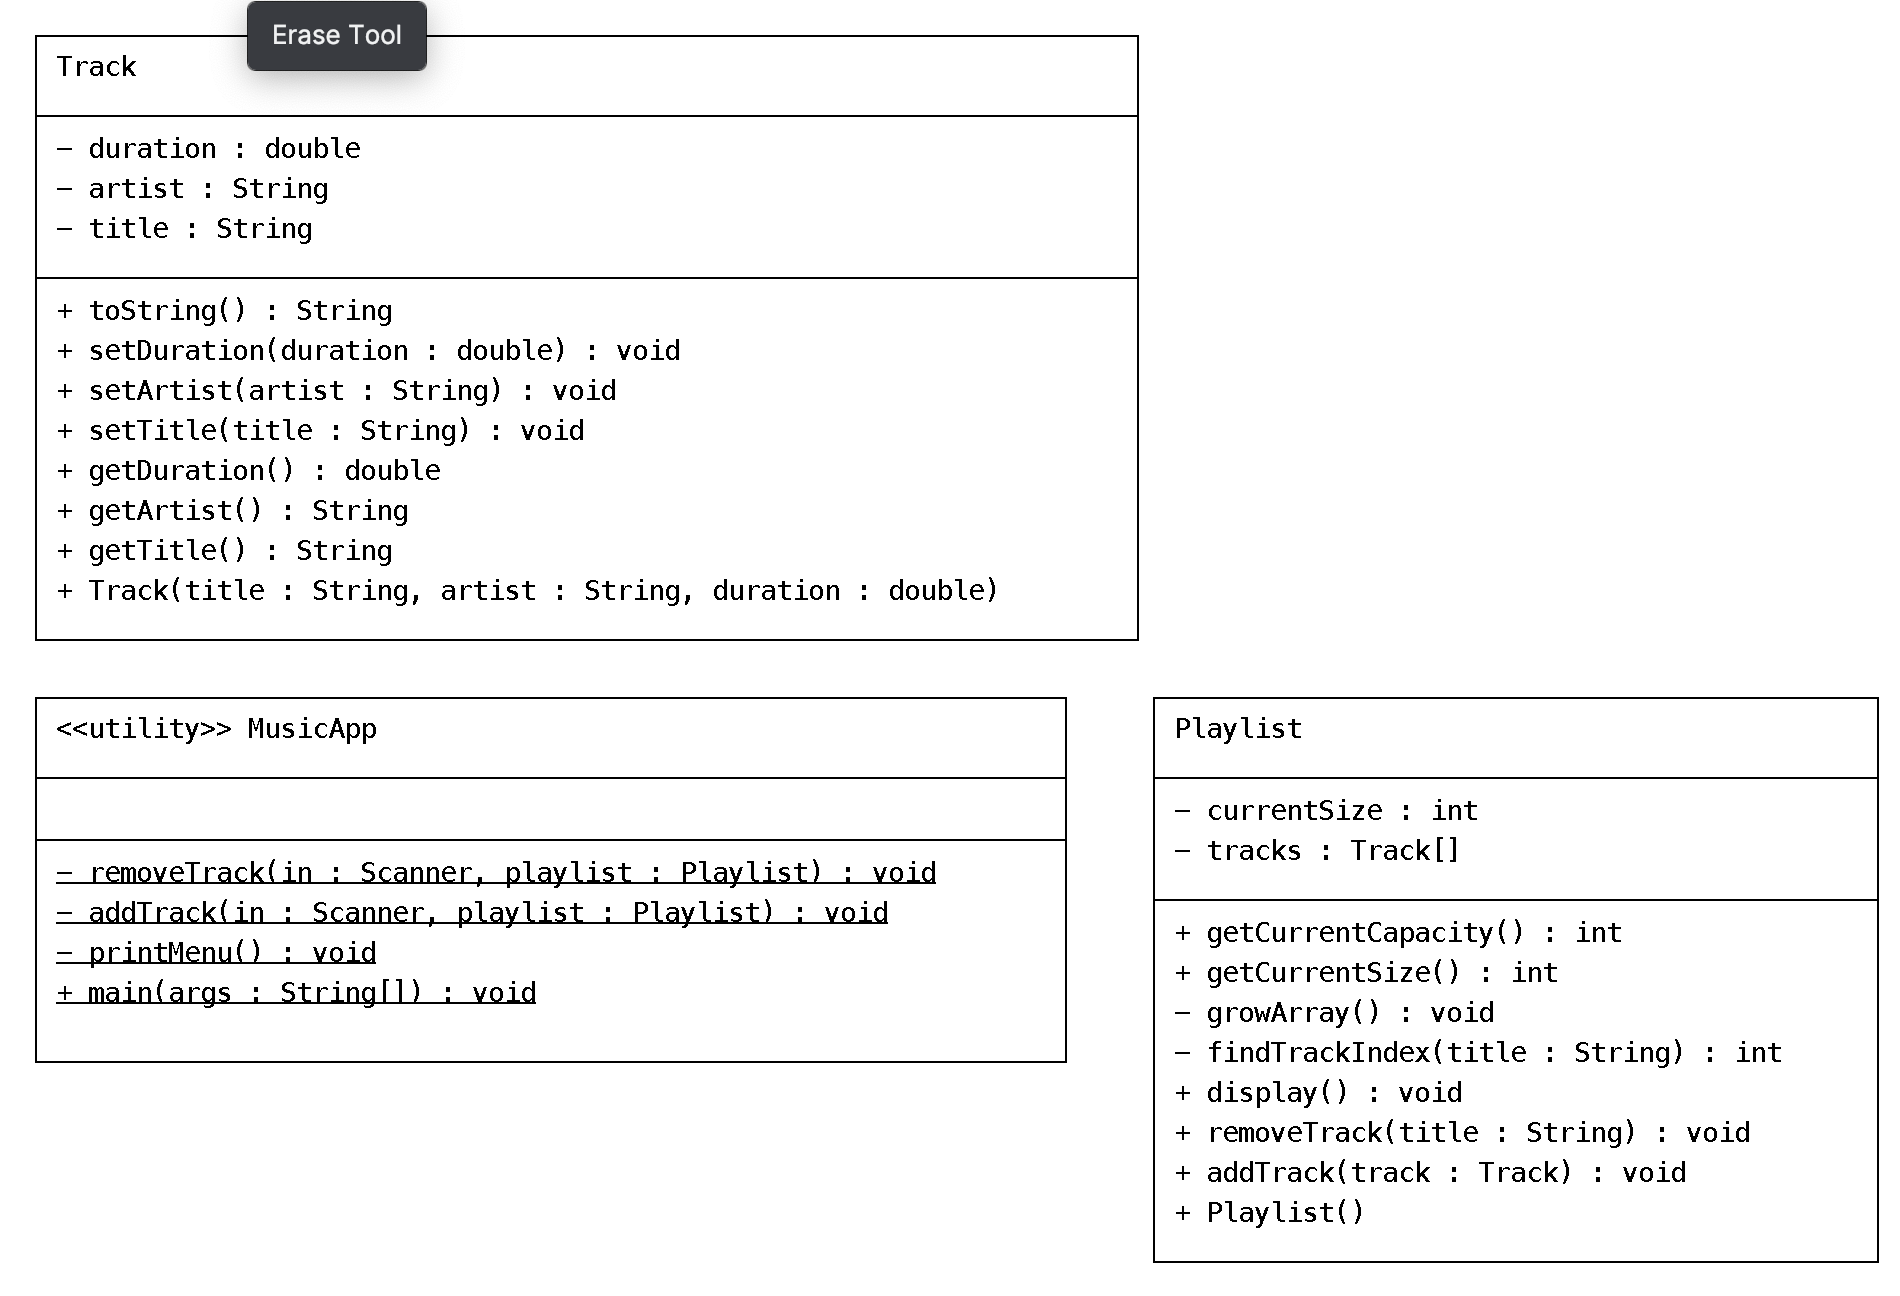 Erase Tool
Track
− duration : double
− artist : String
− title : String
+ toString() : String
+ setDuration(duration : double) : void
+ setArtist(artist : String) : void
+ setTitle(title : String) : void
+ getDuration() : double
+ getArtist() : String
+ getTitle() : String
+ Track(title : String, artist : String, duration : double)
<<utility>> MusicApp
− removeTrack(in : Scanner, playlist : Playlist) : void
− addTrack(in : Scanner, playlist : Playlist) : void
− printMenu() : void
+ main(args : String[]) : void
Playlist
− currentSize : int
− tracks : Track[]
+ getCurrentCapacity() : int
+ getCurrentSize() : int
− growArray() : void
− findTrackIndex(title : String) : int
+ display() : void
+ removeTrack(title : String) : void
+ addTrack(track : Track) : void
+ Playlist()